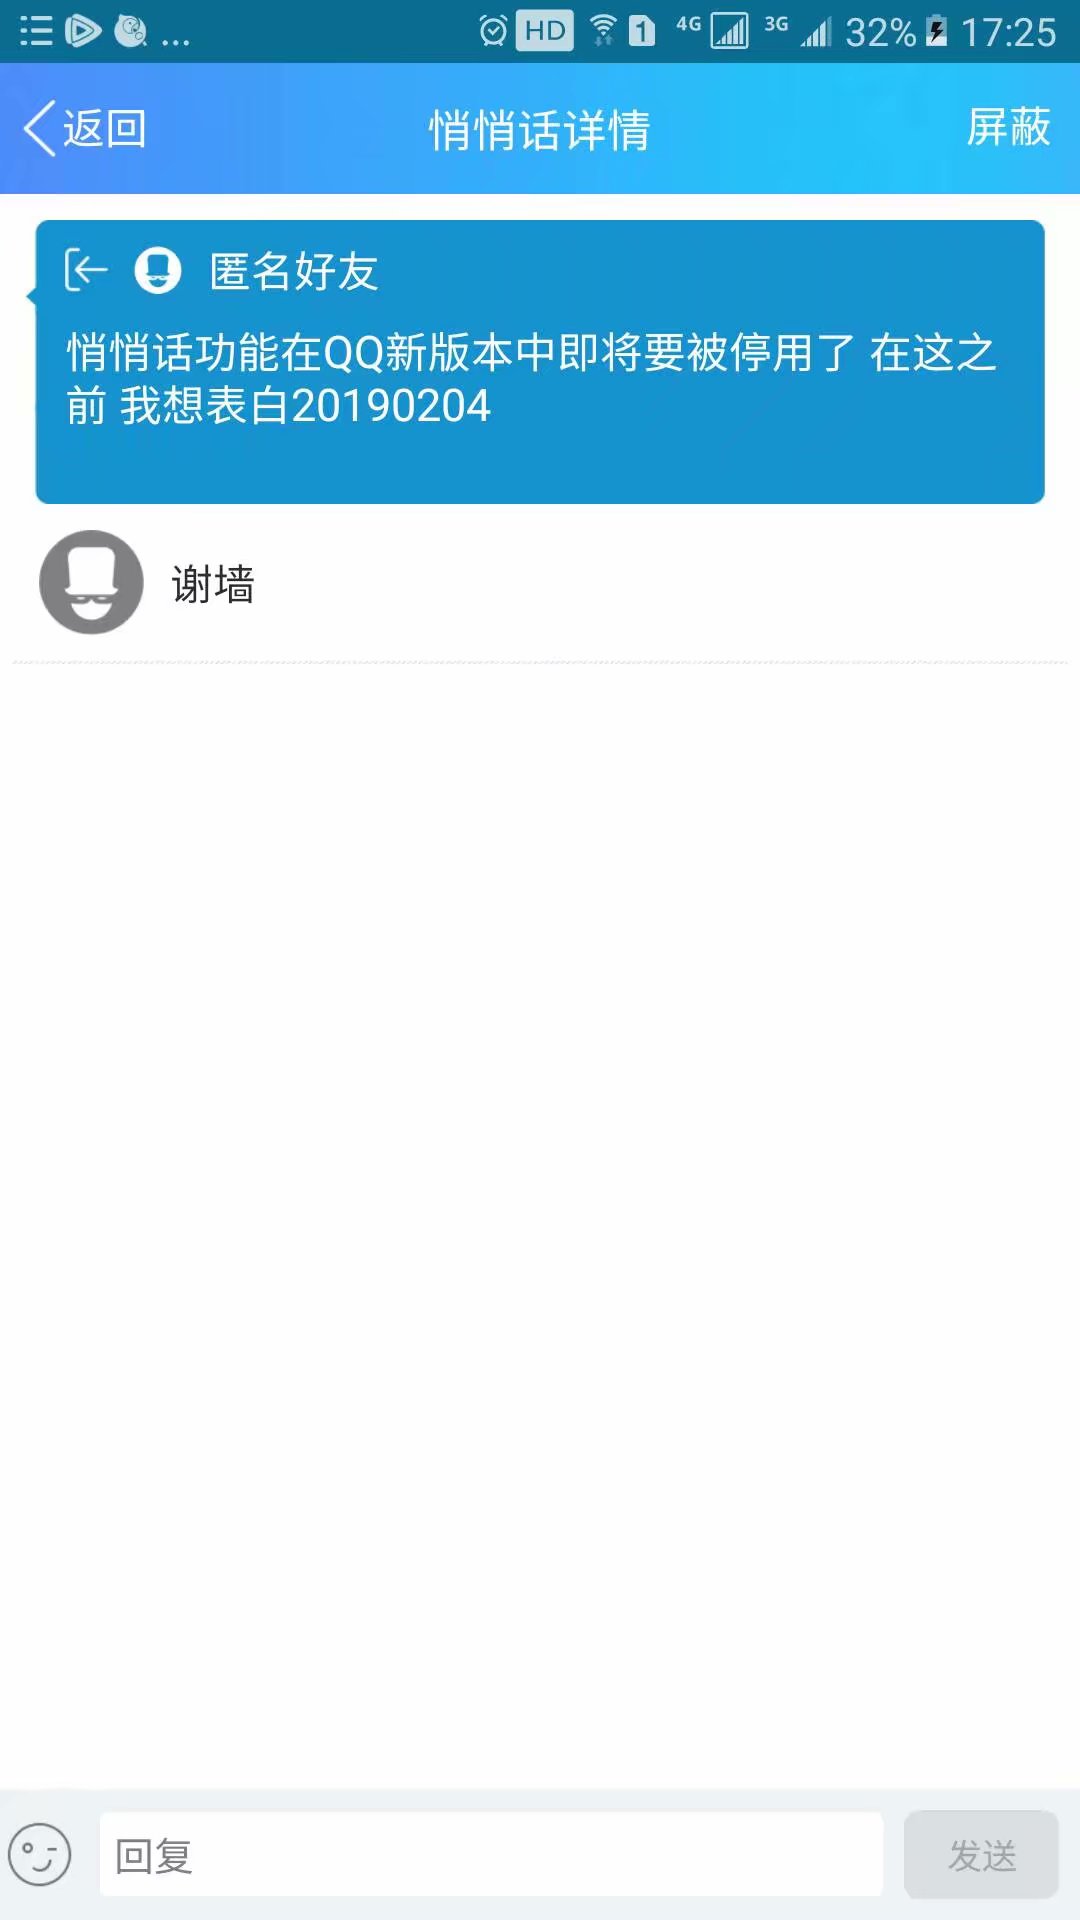 ... HD 1 4G 3G 32% 17:25
返回 悄悄话详情 屏蔽
匿名好友
悄悄话功能在QQ新版本中即将要被停用了 在这之
前 我想表白20190204
谢墙
回复 发送